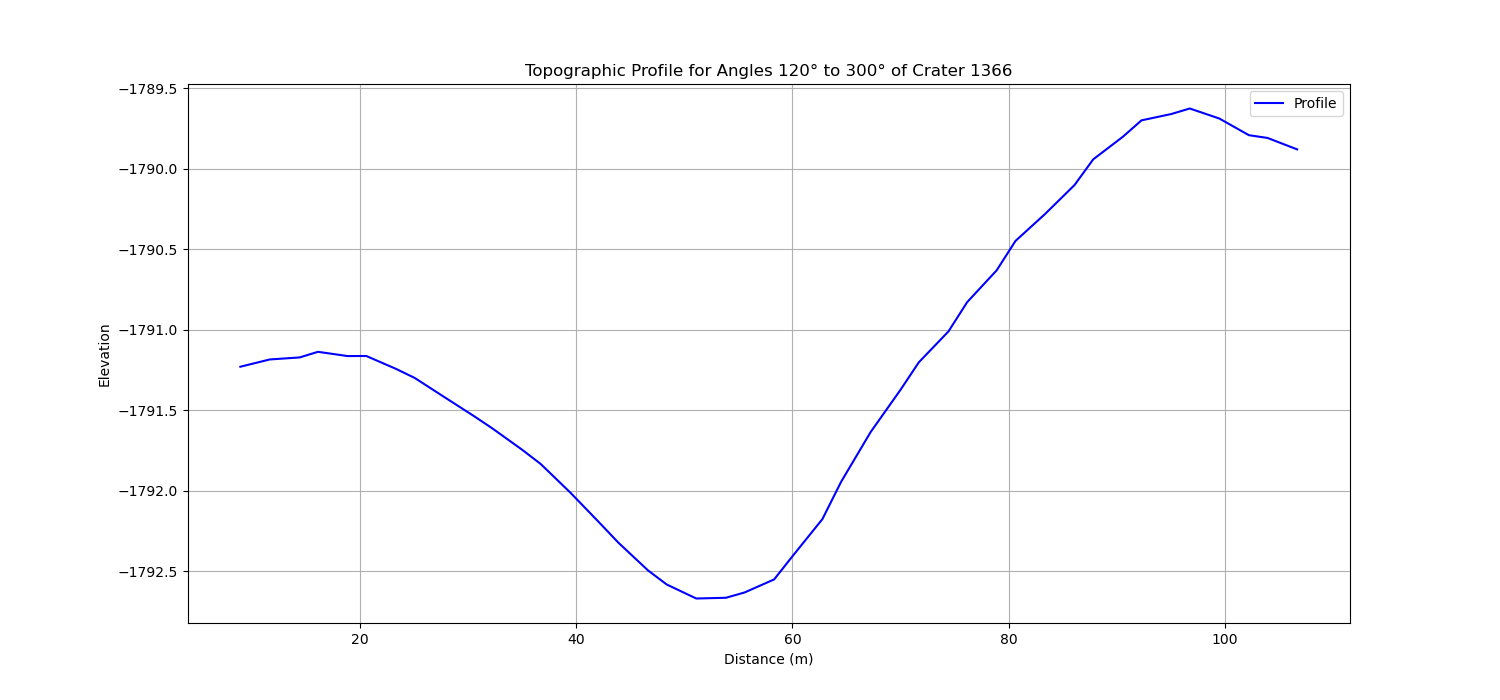 Topographic Profile for Angles 120° to 300° of Crater 1366
Profile
−1789.5
−1790.0
−1790.5
−1791.0
−1791.5
−1792.0
−1792.5
Elevation
20 40 60 80 100
Distance (m)